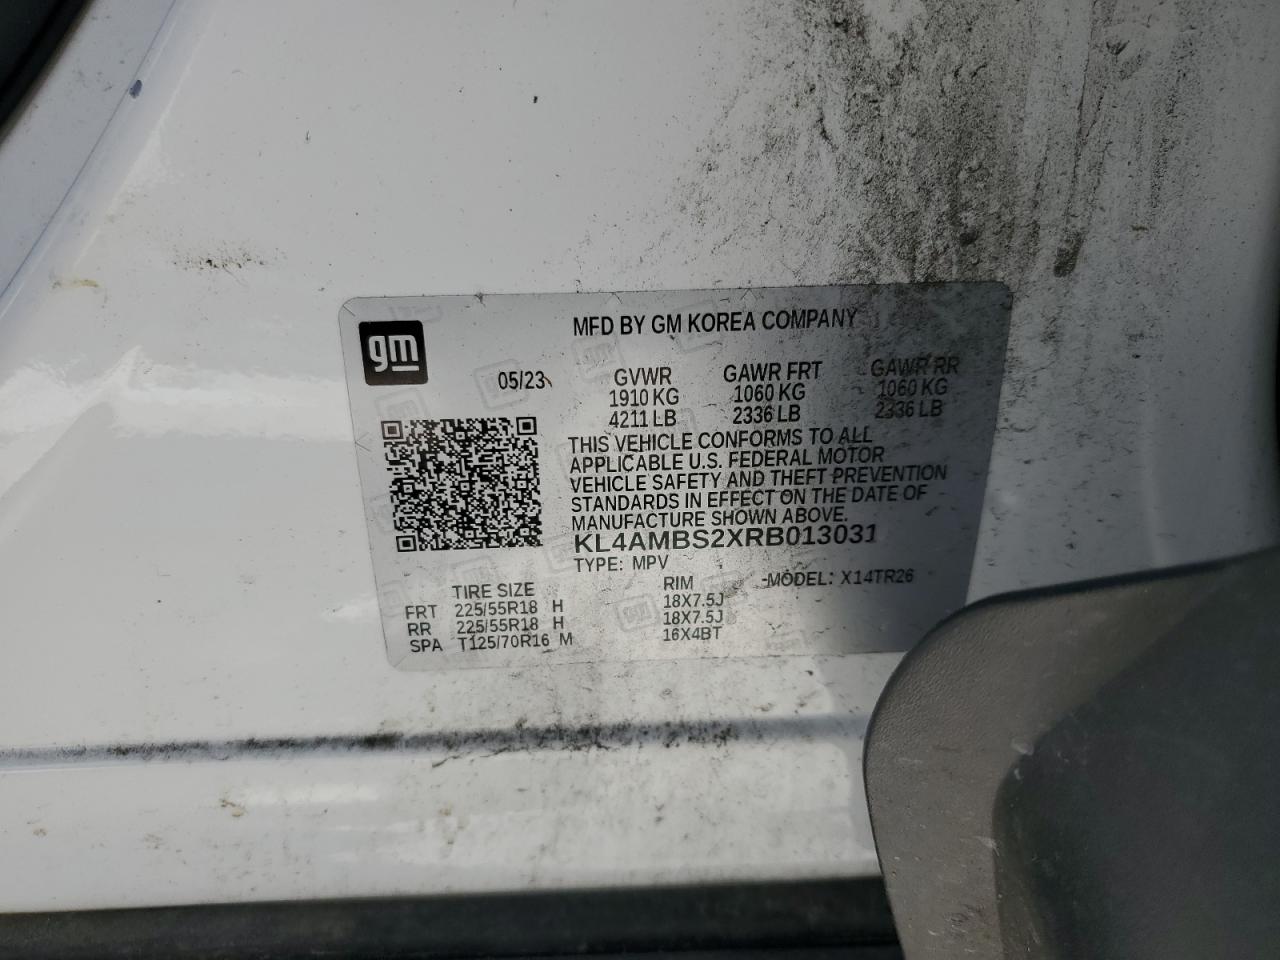 gm
MFD BY GM KOREA COMPANY
05/23
GVWR GAWR FRT GAWR RR
1910 KG 1060 KG 1060 KG
4211 LB 2336 LB 2336 LB
THIS VEHICLE CONFORMS TO ALL
APPLICABLE U.S. FEDERAL MOTOR
VEHICLE SAFETY AND THEFT PREVENTION
STANDARDS IN EFFECT ON THE DATE OF
MANUFACTURE SHOWN ABOVE.
KL4AMBS2XRB013031
TYPE: MPV
MODEL: X14TR26
TIRE SIZE RIM
FRT 225/55R18 H 18X7.5J
RR 225/55R18 H 18X7.5J
SPA T125/70R16 M 16X4BT